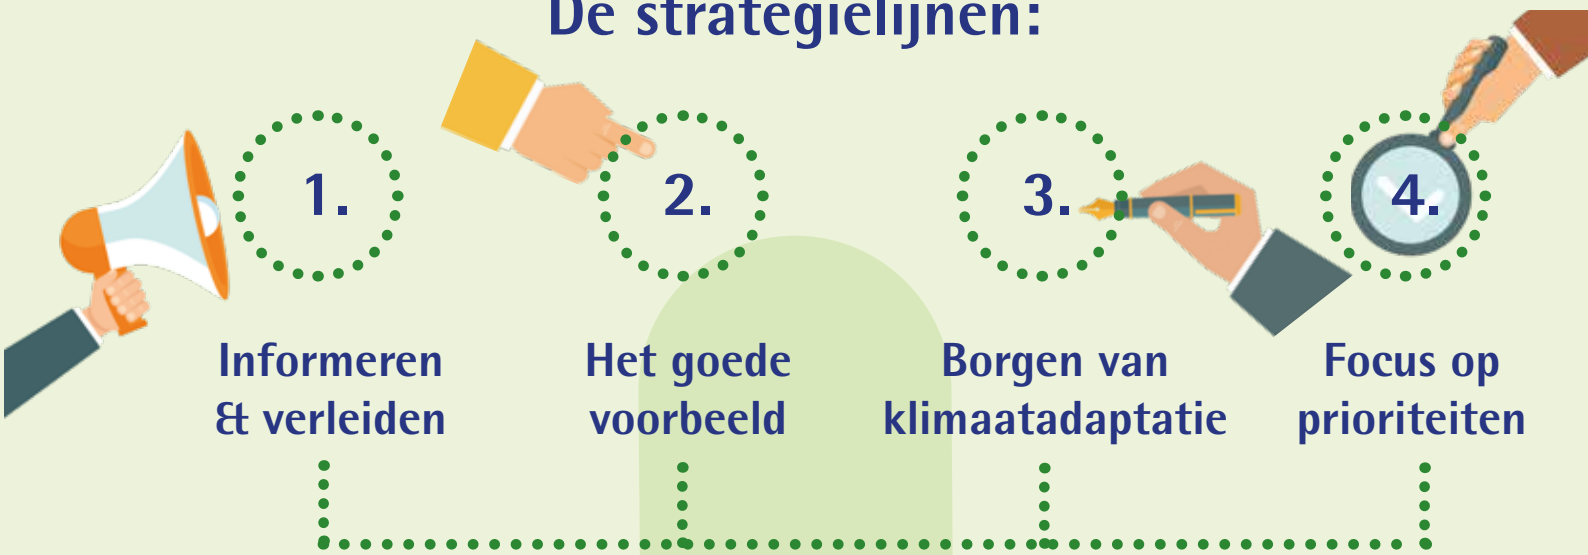 De strategielijnen:
1.
2.
3.
4.
Informeren
& verleiden
Het goede
voorbeeld
Borgen van
klimaatadaptatie
Focus op
prioriteiten